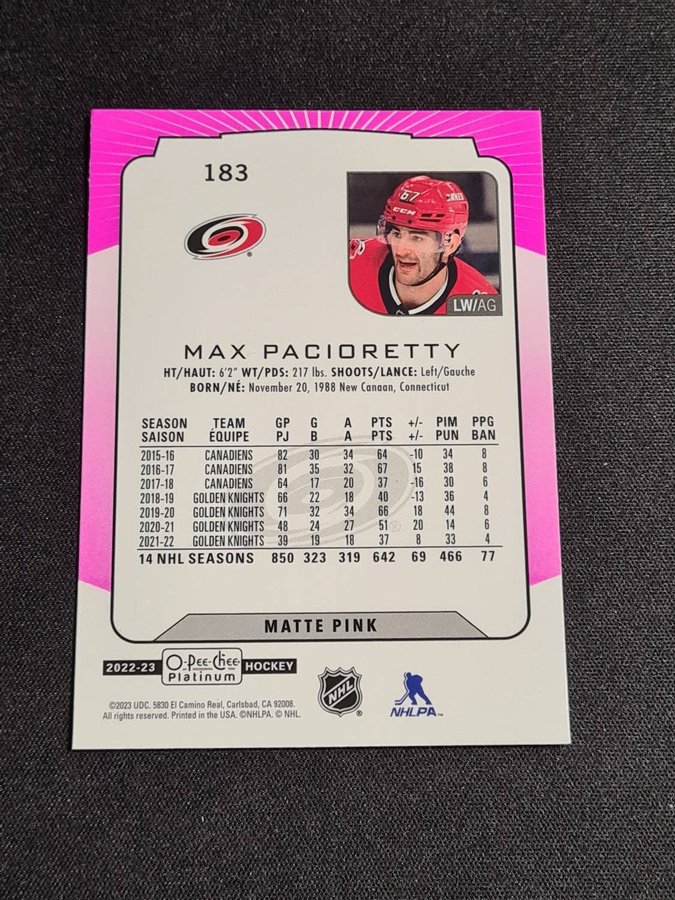 183
67
CCM
LW/AG
MAX PACIORETTY
HT/HAUT: 6'2" WT/PDS: 217 lbs. SHOOTS/LANCE: Left/Gauche
BORN/NÉ: November 20, 1988 New Canaan, Connecticut
SEASON TEAM GP G A PTS +/- PIM PPG
SAISON ÉQUIPE PJ B A PTS +/- PUN BAN
2015-16 CANADIENS 82 30 34 64 -10 34 8
2016-17 CANADIENS 81 35 32 67 15 38 8
2017-18 CANADIENS 64 17 20 37 -16 30 6
2018-19 GOLDEN KNIGHTS 66 22 18 40 -13 36 4
2019-20 GOLDEN KNIGHTS 71 32 34 66 18 44 8
2020-21 GOLDEN KNIGHTS 48 24 27 51 20 14 6
2021-22 GOLDEN KNIGHTS 39 19 18 37 8 33 4
14 NHL SEASONS 850 323 319 642 69 466 77
MATTE PINK
2022-23 O-Pee-Chee Platinum HOCKEY
©2023 UDC. 5830 El Camino Real, Carlsbad, CA 92008.
All rights reserved. Printed in the USA. ©NHLPA. © NHL.
NHL ®
NHLPA™